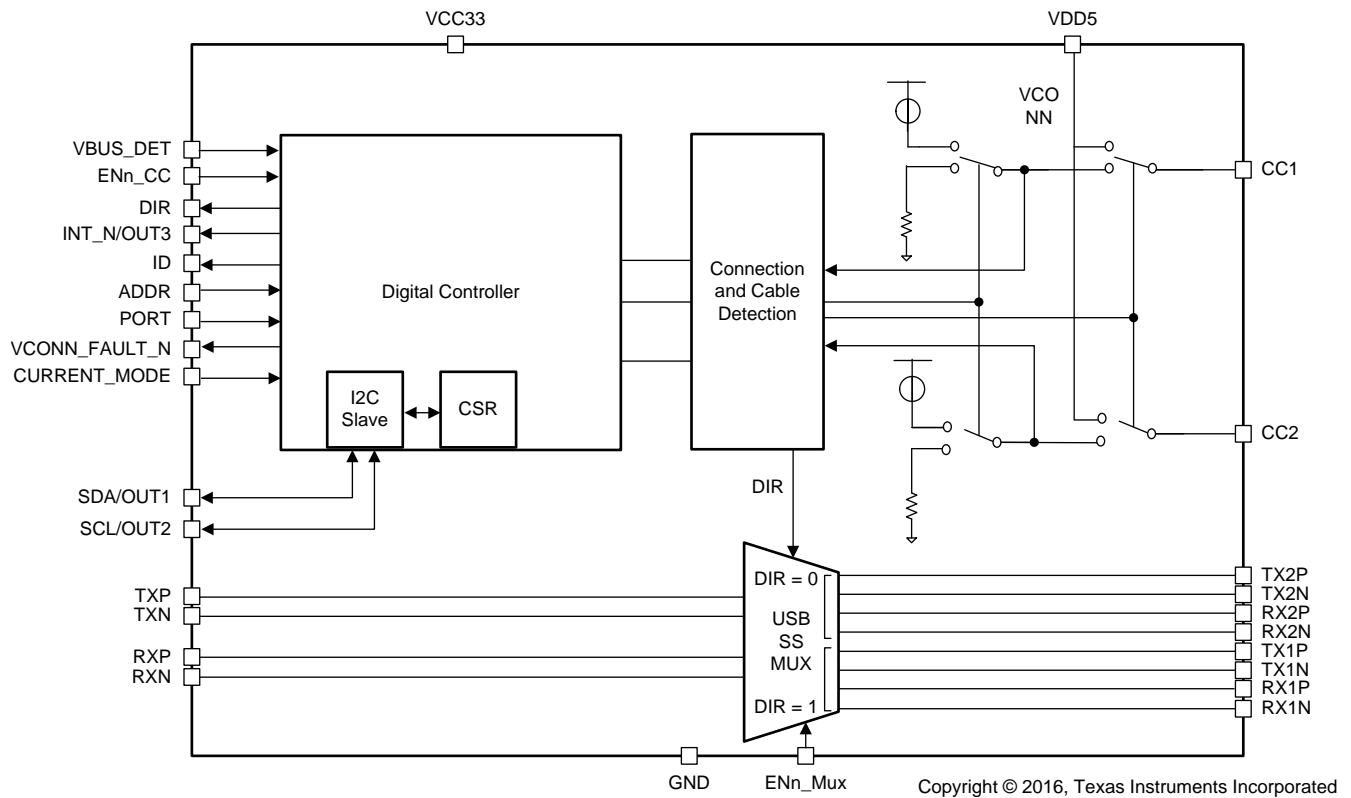 VCC33
VDD5
VCO
NN
VBUS_DET
ENn_CC
DIR
INT_N/OUT3
ID
ADDR
PORT
VCONN_FAULT_N
CURRENT_MODE
Digital Controller
I2C
Slave
CSR
Connection
and Cable
Detection
CC1
CC2
SDA/OUT1
SCL/OUT2
DIR
TXP
TXN
RXP
RXN
DIR = 0
USB
SS
MUX
DIR = 1
TX2P
TX2N
RX2P
RX2N
TX1P
TX1N
RX1P
RX1N
GND
ENn_Mux
Copyright © 2016, Texas Instruments Incorporated